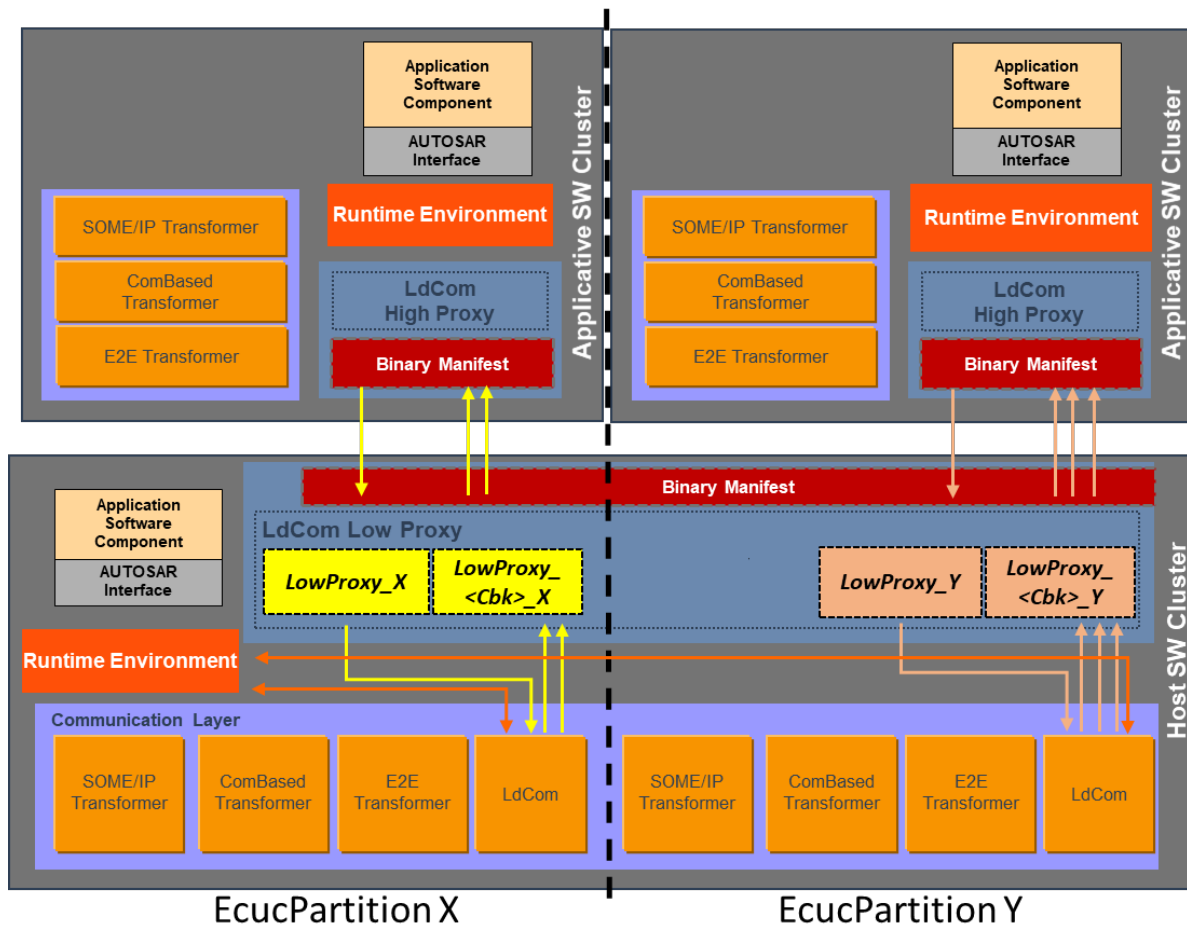 Application
Software
Component
AUTOSAR
Interface
Runtime Environment
SOME/IP Transformer
ComBased
Transformer
E2E Transformer
LdCom
High Proxy
Binary Manifest
Applicative SW Cluster
Application
Software
Component
AUTOSAR
Interface
Runtime Environment
SOME/IP Transformer
ComBased
Transformer
E2E Transformer
LdCom
High Proxy
Binary Manifest
Applicative SW Cluster
Binary Manifest
Application
Software
Component
AUTOSAR
Interface
LdCom Low Proxy
LowProxy_X
LowProxy_
<Cbk>_X
LowProxy_Y
LowProxy_
<Cbk>_Y
Runtime Environment
Host SW Cluster
Communication Layer
SOME/IP
Transformer
ComBased
Transformer
E2E
Transformer
LdCom
SOME/IP
Transformer
ComBased
Transformer
E2E
Transformer
LdCom
EcucPartition X
EcucPartition Y